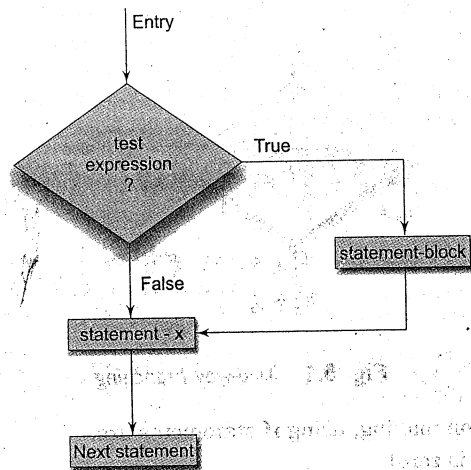 Entry
test
expression
?
True
statement-block
False
statement - x
Next statement